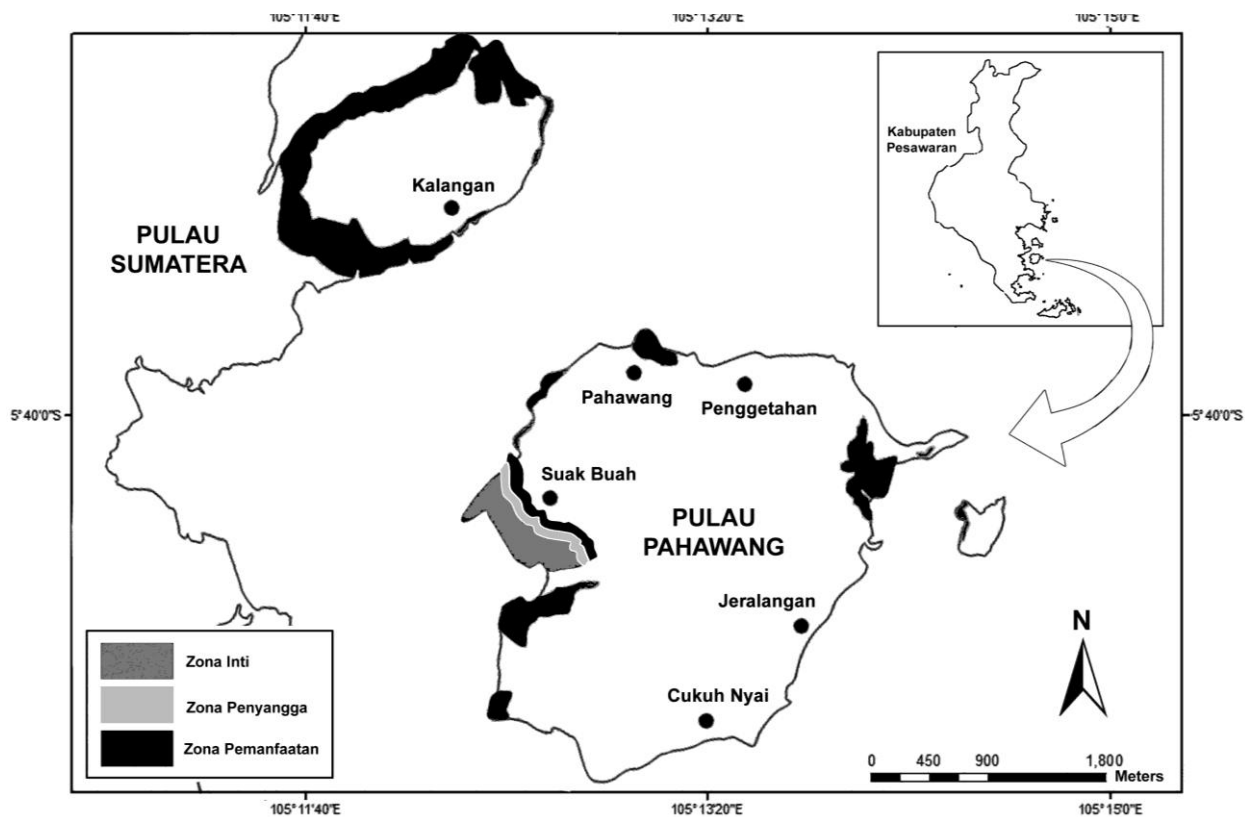 105°11'40"E
105°13'20"E
105°15'0"E
Kabupaten
Pesawaran
Kalangan
PULAU
SUMATERA
5°40'0"S
5°40'0"S
Pahawang
Penggetahan
Suak Buah
PULAU
PAHAWANG
Jeralangan
Cukuh Nyai
N
Zona Inti
Zona Penyangga
Zona Pemanfaatan
0 450 900 1,800
Meters
105°11'40"E
105°13'20"E
105°15'0"E